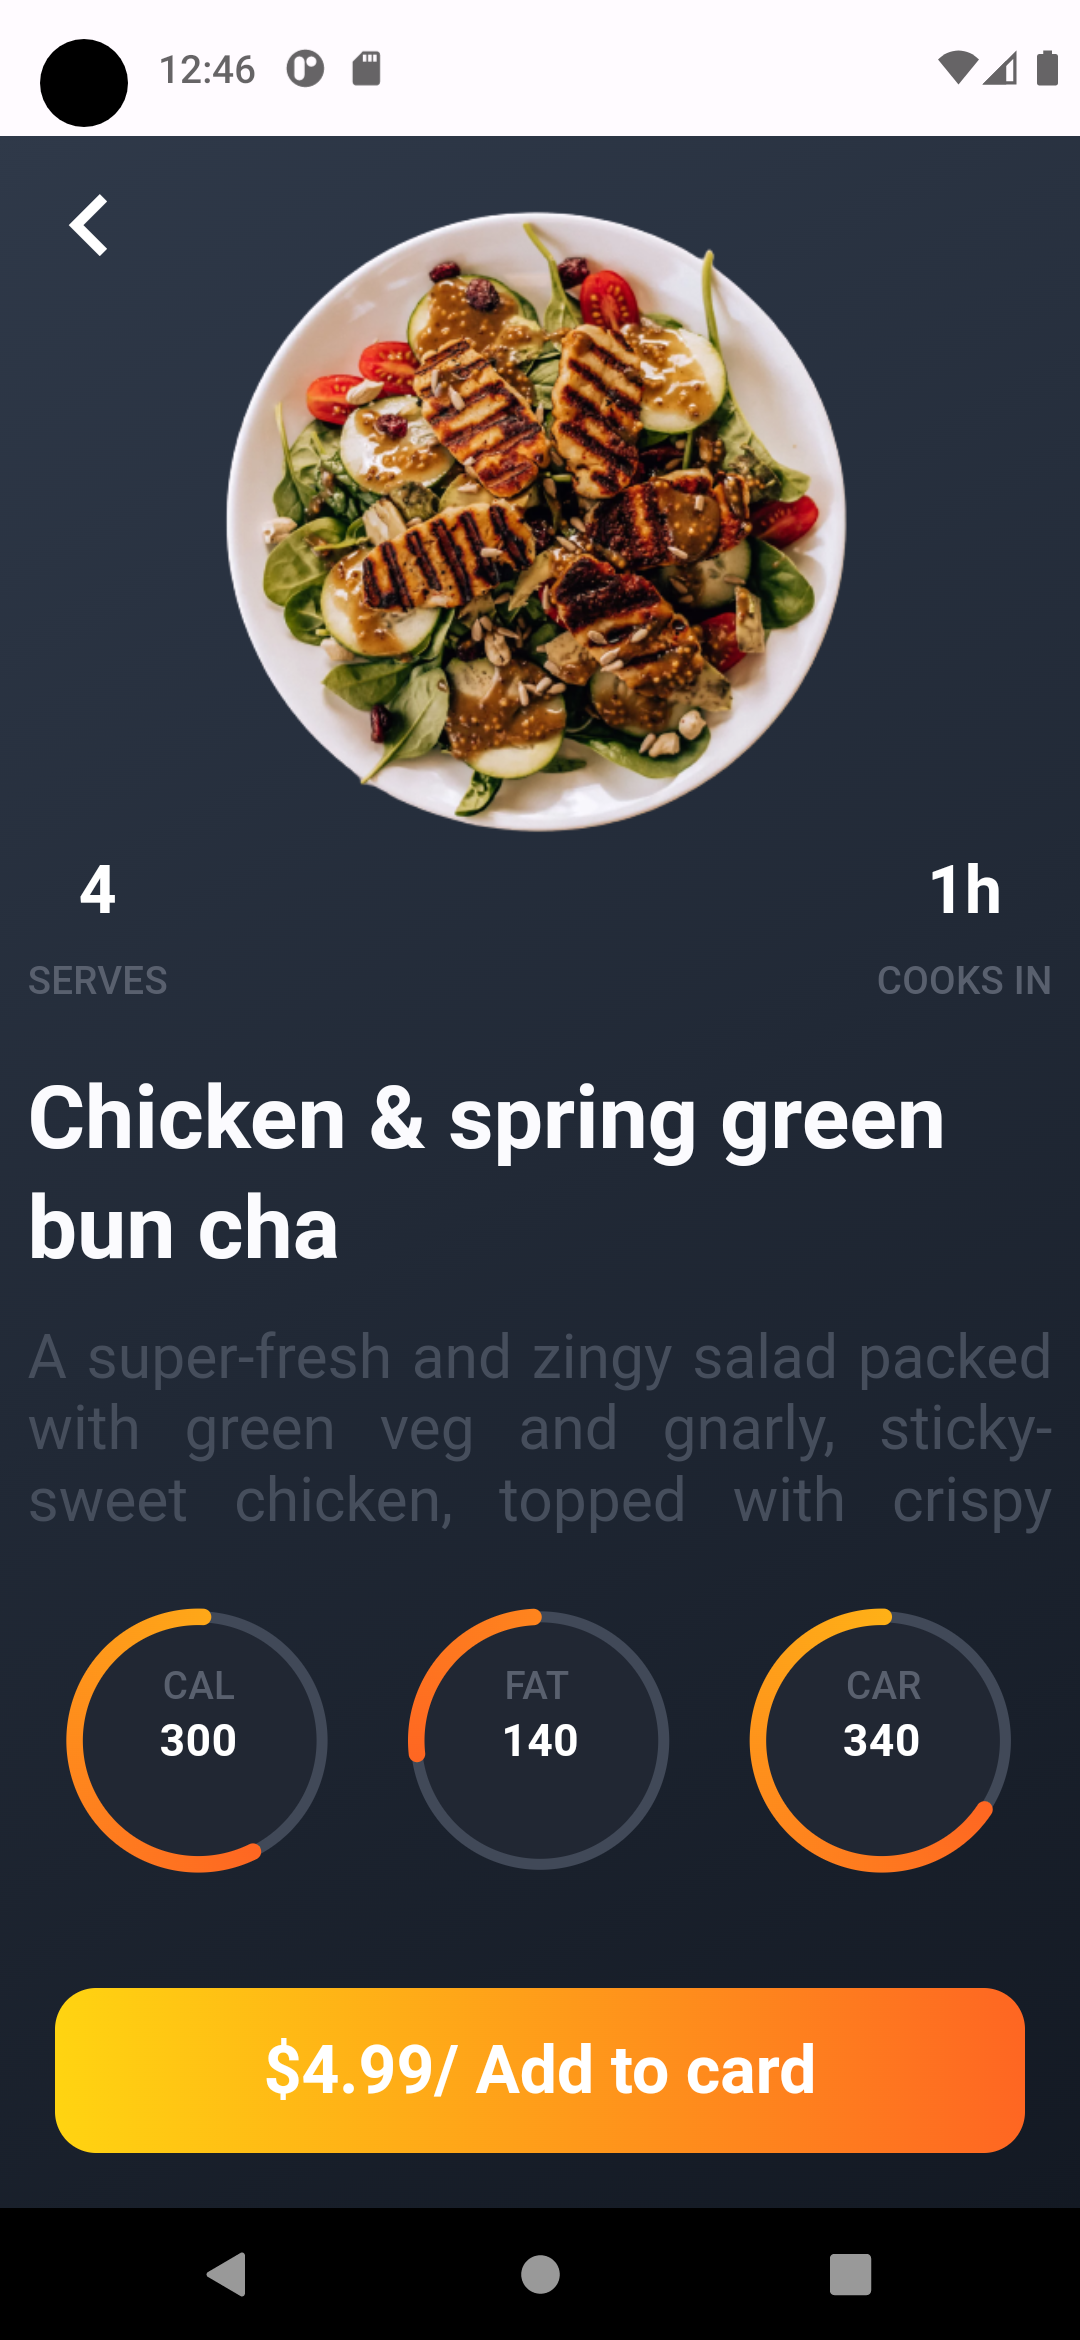 12:46
4
1h
SERVES
COOKS IN
Chicken & spring green
bun cha
A super-fresh and zingy salad packed
with green veg and gnarly, sticky-
sweet chicken, topped with crispy
CAL
300
FAT
140
CAR
340
$4.99/ Add to card